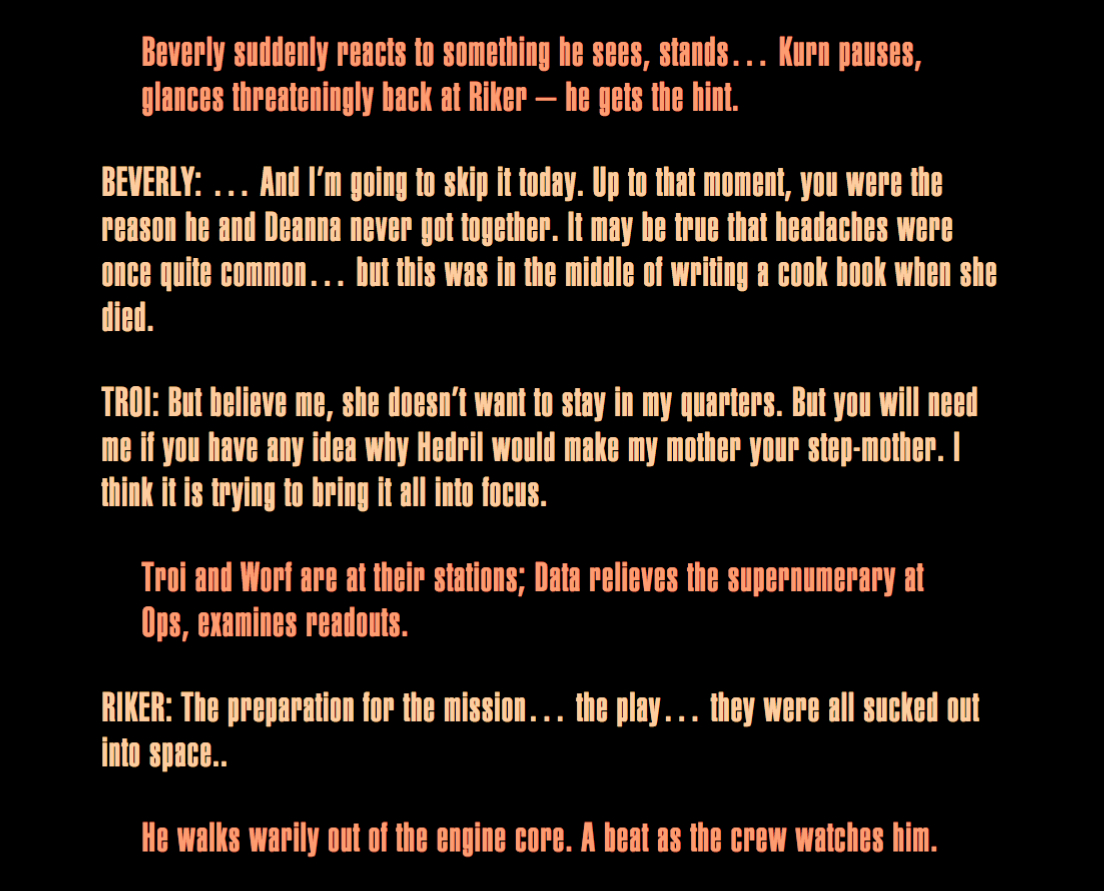 Beverly suddenly reacts to something he sees, stands... Kurn pauses,
glances threateningly back at Riker – he gets the hint.
BEVERLY: ... And I’m going to skip it today. Up to that moment, you were the
reason he and Deanna never got together. It may be true that headaches were
once quite common... but this was in the middle of writing a cook book when she
died.
TROI: But believe me, she doesn’t want to stay in my quarters. But you will need
me if you have any idea why Hedril would make my mother your step-mother. I
think it is trying to bring it all into focus.
Troi and Worf are at their stations; Data relieves the supernumerary at
Ops, examines readouts.
RIKER: The preparation for the mission... the play... they were all sucked out
into space..
He walks warily out of the engine core. A beat as the crew watches him.